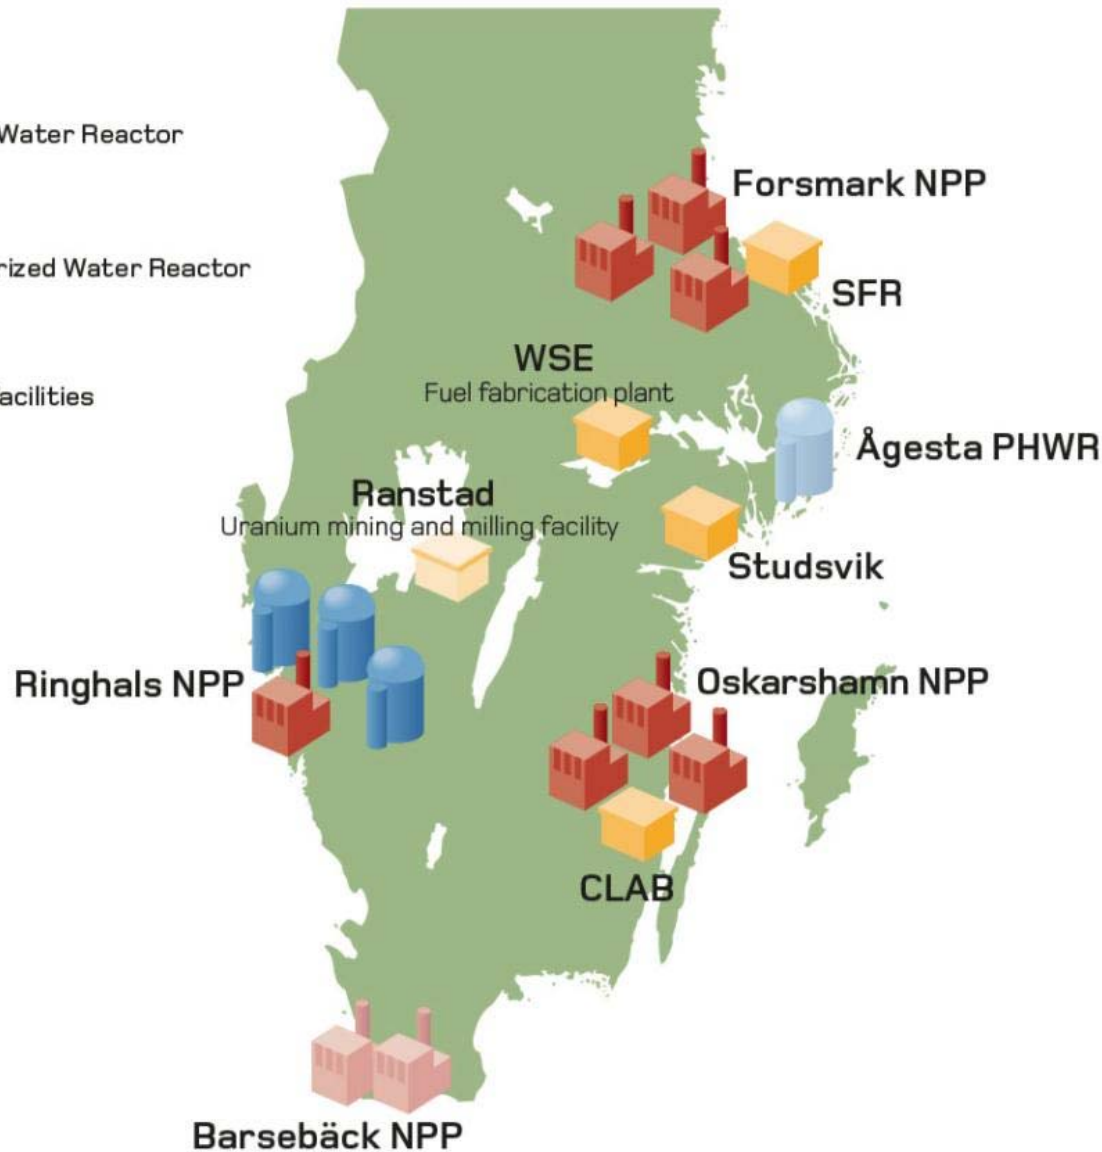 Water Reactor
rized Water Reactor
acilities
Forsmark NPP
SFR
WSE
Fuel fabrication plant
Ågesta PHWR
Ranstad
Uranium mining and milling facility
Studsvik
Ringhals NPP
Oskarshamn NPP
CLAB
Barsebäck NPP